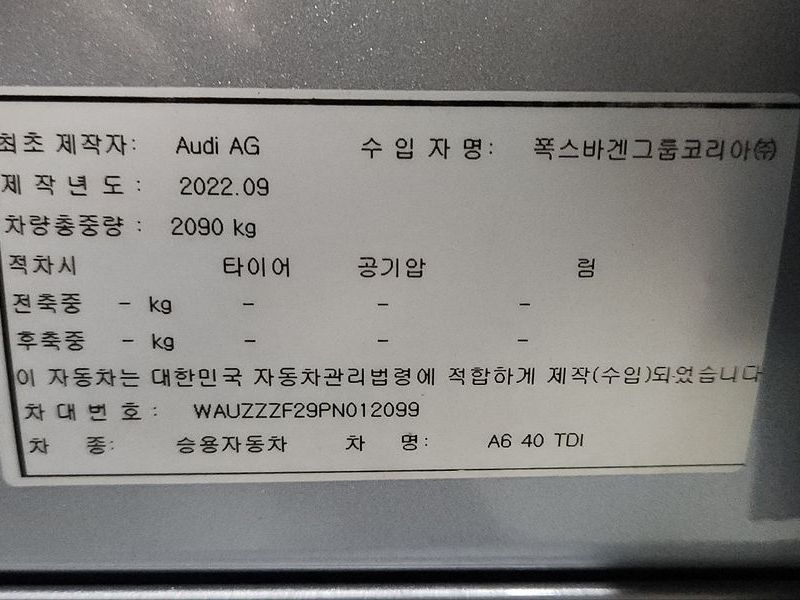 최초 제작자: Audi AG 수 입 자 명: 폭스바겐그룹코리아㈜
제 작 년 도 : 2022.09
차량총중량 : 2090 kg
적차시 타이어 공기압 림
전축중 - kg - - -
후축중 - kg - - -
이 자동차는 대한민국 자동차관리법령에 적합하게 제작(수입)되었습니다
차 대 번 호 : WAUZZZF29PN012099
차 종: 승용자동차 차 명: A6 40 TDI